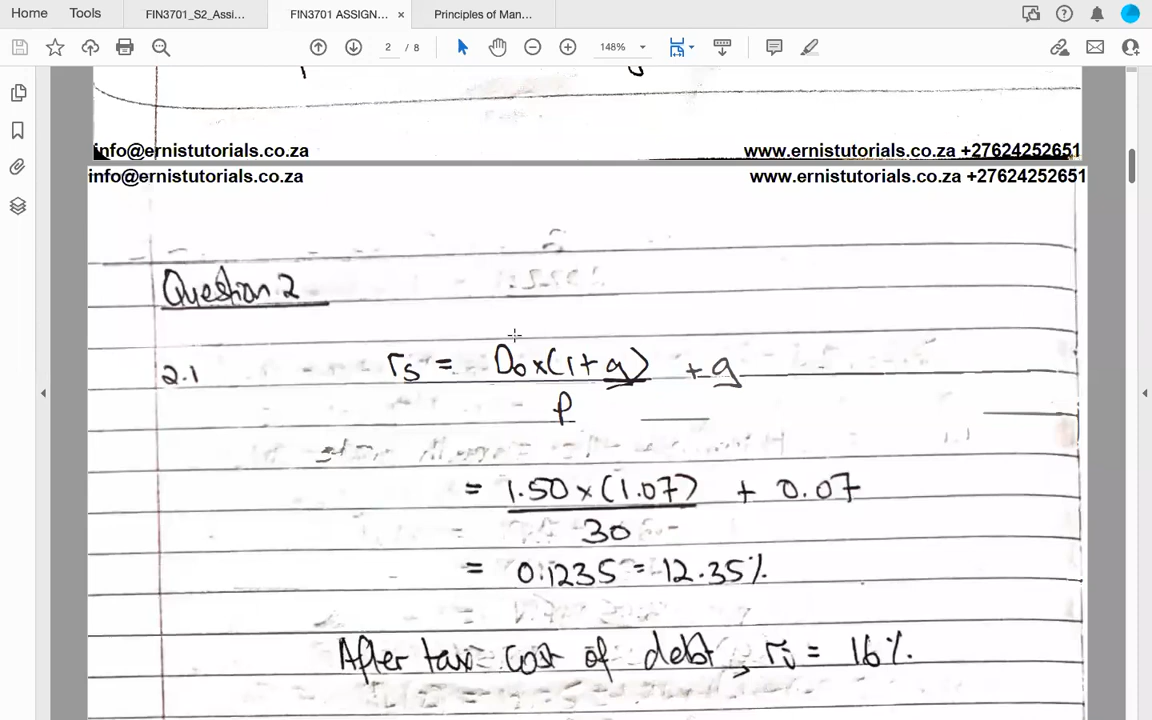 Home Tools FIN3701_S2_Assi... FIN3701 ASSIGN... × Principles of Man...
2 / 8 148%
info@ernistutorials.co.za www.ernistutorials.co.za +27624252651
info@ernistutorials.co.za www.ernistutorials.co.za +27624252651
Question 2
2.1 rs = D₀×(1+g) + g
P
= 1.50×(1.07) + 0.07
30
= 0.1235 = 12.35%
After tax cost of debt, ri = 16%